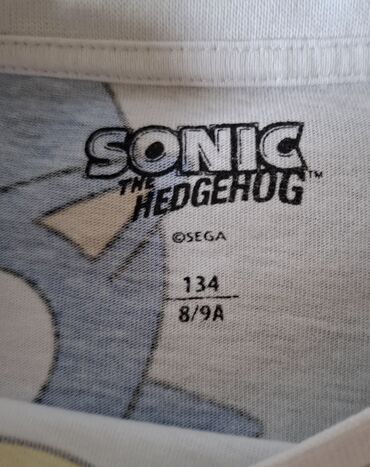 SONIC
THE
HEDGEHOG™
©SEGA
134
8/9A